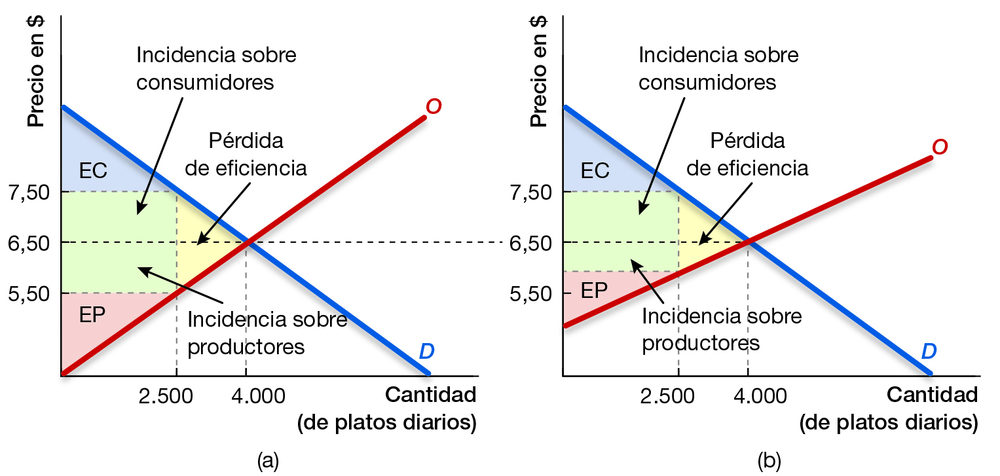 Precio en $
Incidencia sobre
consumidores
O
Pérdida
de eficiencia
EC
7,50
6,50
5,50
EP
Incidencia sobre
productores
D
2.500
4.000
Cantidad
(de platos diarios)
(a)
Precio en $
Incidencia sobre
consumidores
O
Pérdida
de eficiencia
EC
7,50
6,50
5,50
EP
Incidencia sobre
productores
D
2.500
4.000
Cantidad
(de platos diarios)
(b)